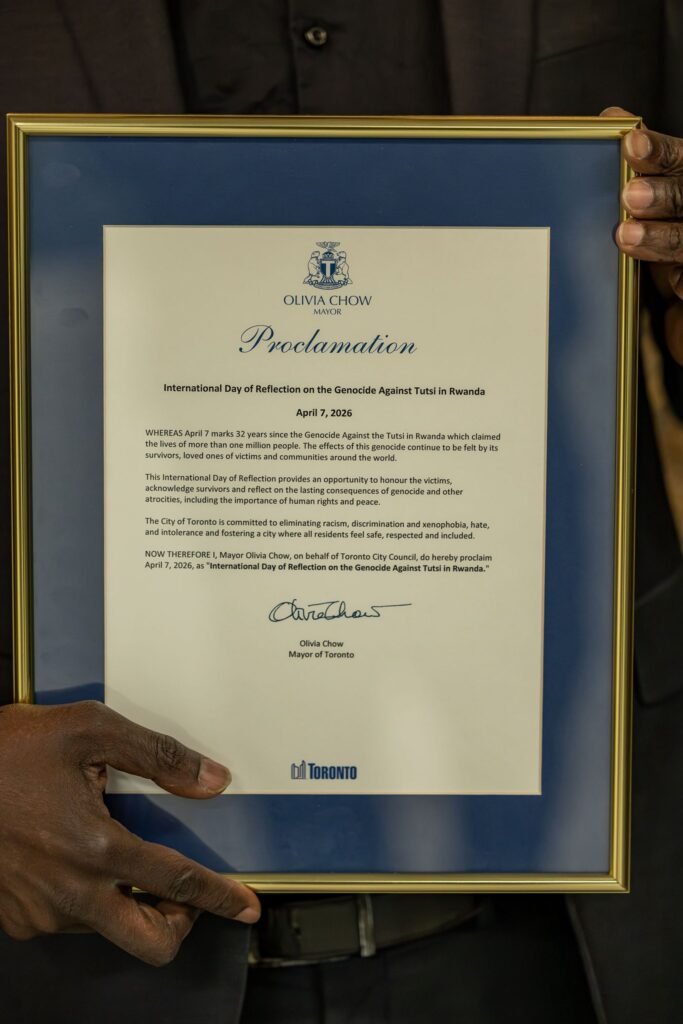 OLIVIA CHOW
MAYOR
Proclamation
International Day of Reflection on the Genocide Against Tutsi in Rwanda
April 7, 2026
WHEREAS April 7 marks 32 years since the Genocide Against the Tutsi in Rwanda which claimed
the lives of more than one million people. The effects of this genocide continue to be felt by its
survivors, loved ones of victims and communities around the world.
This International Day of Reflection provides an opportunity to honour the victims,
acknowledge survivors and reflect on the lasting consequences of genocide and other
atrocities, including the importance of human rights and peace.
The City of Toronto is committed to eliminating racism, discrimination and xenophobia, hate,
and intolerance and fostering a city where all residents feel safe, respected and included.
NOW THEREFORE I, Mayor Olivia Chow, on behalf of Toronto City Council, do hereby proclaim
April 7, 2026, as "International Day of Reflection on the Genocide Against Tutsi in Rwanda."
Olivia Chow
Olivia Chow
Mayor of Toronto
TORONTO